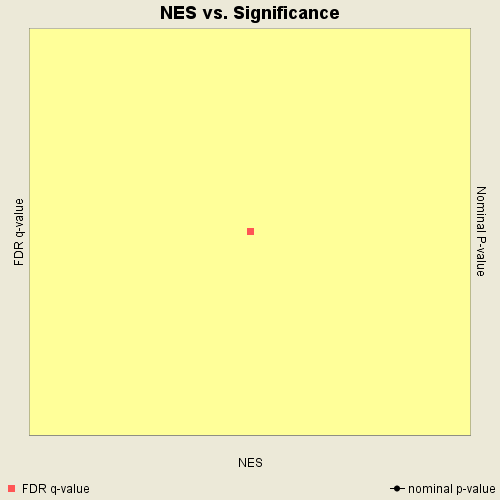 NES vs. Significance
FDR q-value
Nominal P-value
NES
FDR q-value
nominal p-value